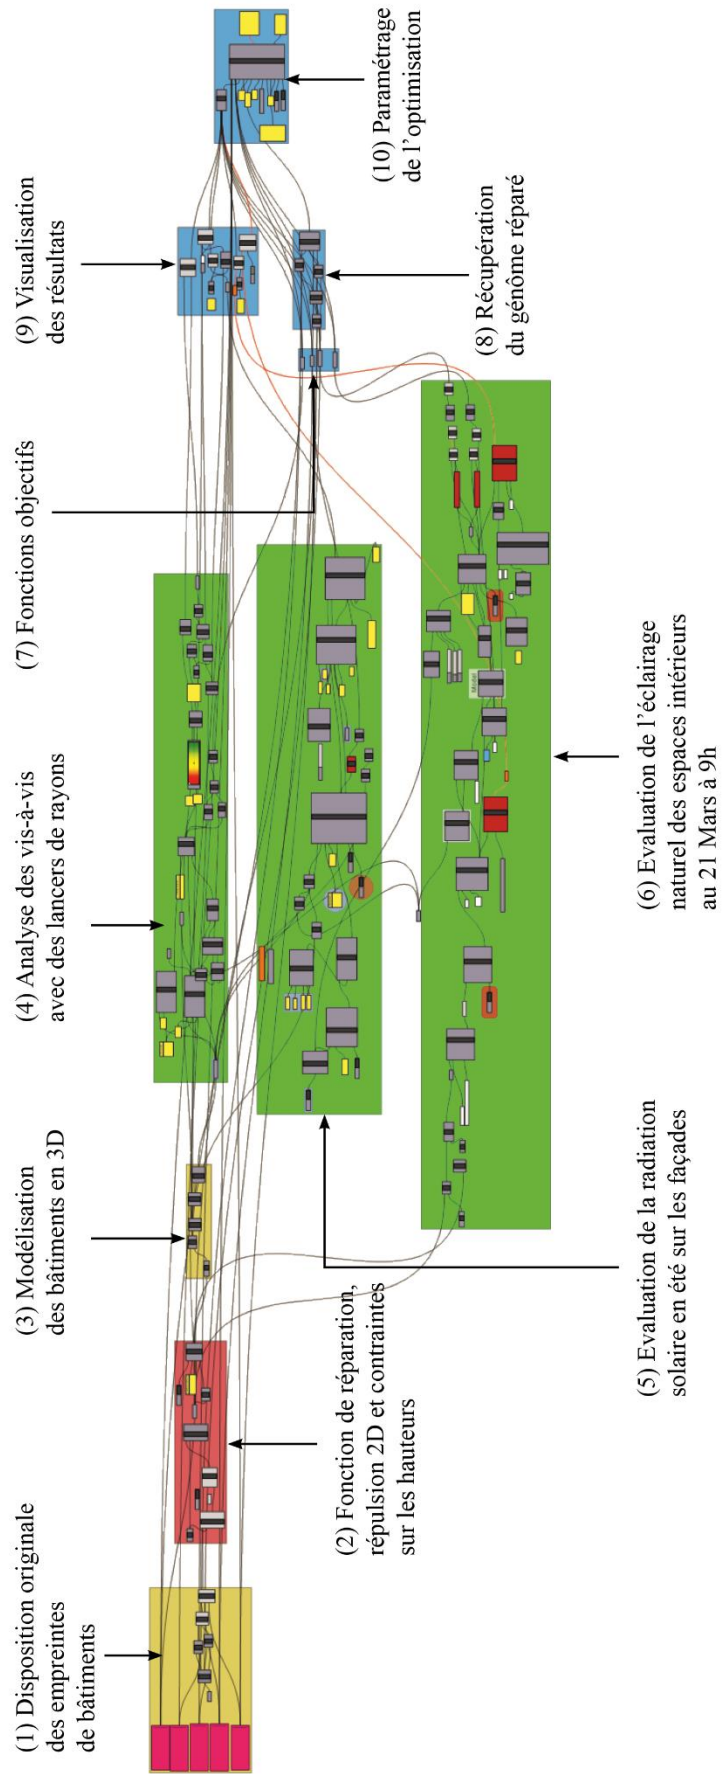 (1) Disposition originale
des empreintes
de bâtiments
(2) Fonction de réparation,
répulsion 2D et contraintes
sur les hauteurs
(3) Modélisation
des bâtiments en 3D
(4) Analyse des vis-à-vis
avec des lancers de rayons
(5) Evaluation de la radiation
solaire en été sur les façades
(6) Evaluation de l'éclairage
naturel des espaces intérieurs
au 21 Mars à 9h
(7) Fonctions objectifs
(8) Récupération
du génôme réparé
(9) Visualisation
des résultats
(10) Paramétrage
de l'optimisation
Model